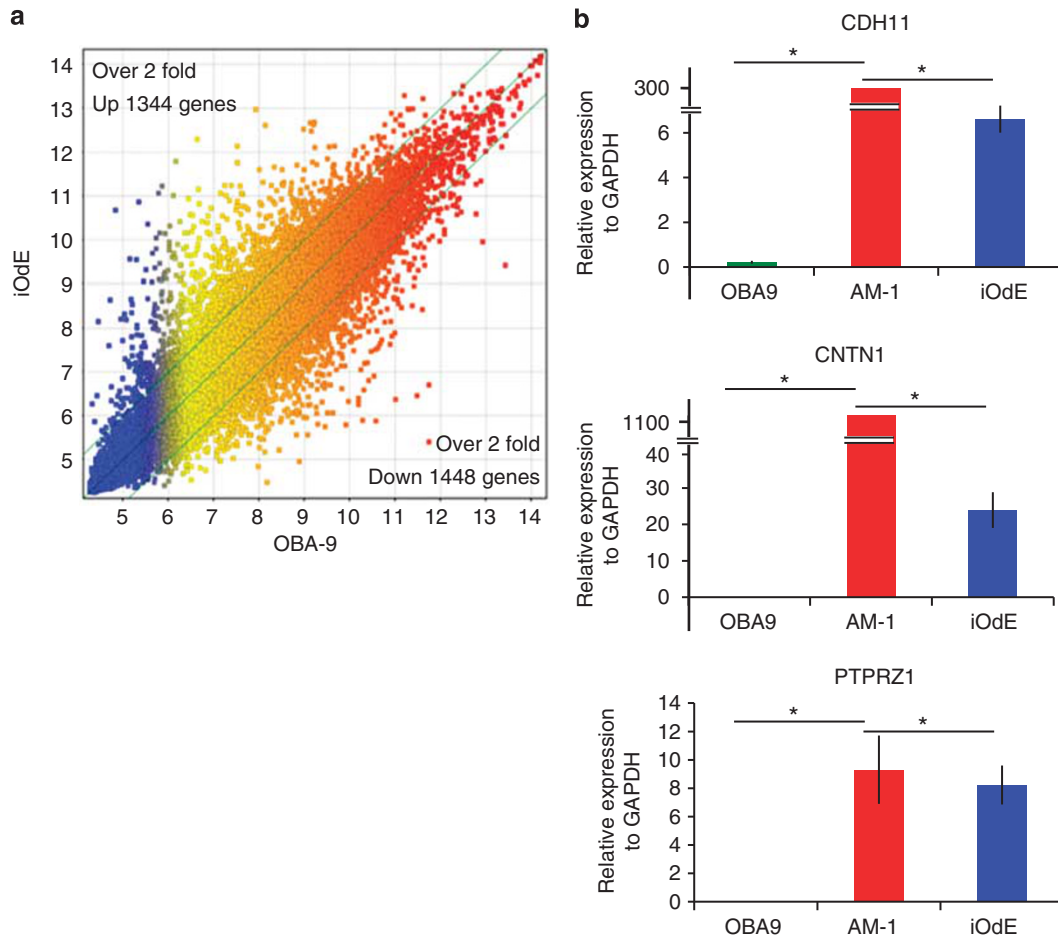 a
Over 2 fold
Up 1344 genes
14
13
12
11
10
9
8
7
6
5
iOdE
Over 2 fold
Down 1448 genes
5 6 7 8 9 10 11 12 13 14
OBA-9
b
CDH11
Relative expression
to GAPDH
300
6
4
2
0
*
*
OBA9 AM-1 iOdE
CNTN1
Relative expression
to GAPDH
1100
40
30
20
10
0
*
*
OBA9 AM-1 iOdE
PTPRZ1
Relative expression
to GAPDH
14
12
10
8
6
4
2
0
*
*
OBA9 AM-1 iOdE